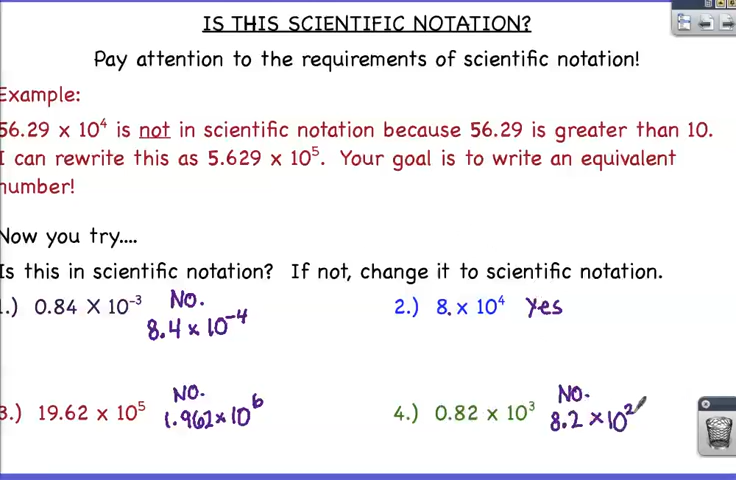 IS THIS SCIENTIFIC NOTATION?
Pay attention to the requirements of scientific notation!
Example:
56.29 x 10⁴ is not in scientific notation because 56.29 is greater than 10.
I can rewrite this as 5.629 x 10⁵. Your goal is to write an equivalent
number!
Now you try....
Is this in scientific notation? If not, change it to scientific notation.
1.) 0.84 X 10⁻³ NO.
8.4 x 10⁻⁴
2.) 8. x 10⁴ yes
3.) 19.62 x 10⁵ NO.
1.962 x 10⁶
4.) 0.82 x 10³ NO.
8.2 x 10²